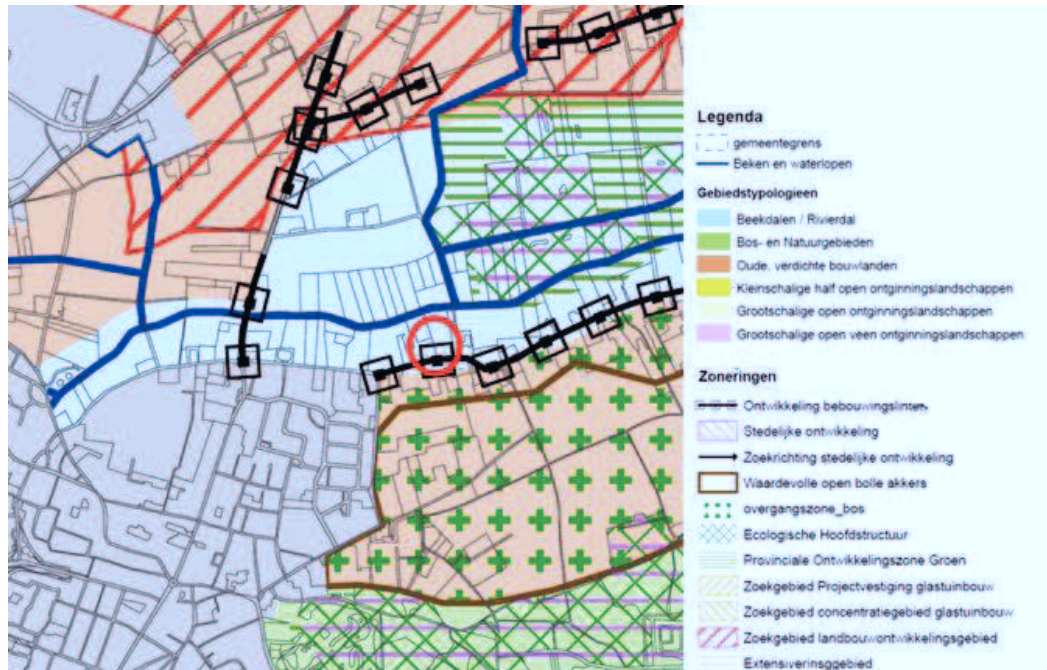 Legenda
gemeentegrens
Beken en waterlopen
Gebiedstypologieen
Beekdalen / Rivierdal
Bos- en Natuurgebieden
Oude, verdichte bouwlanden
Kleinschalige half open ontginningslandschappen
Grootschalige open ontginningslandschappen
Grootschalige open veen ontginningslandschappen
Zoneringen
Ontwikkeling bebouwingslinten
Stedelijke ontwikkeling
Zoekrichting stedelijke ontwikkeling
Waardevolle open bolle akkers
overgangszone_bos
Ecologische Hoofdstructuur
Provinciale Ontwikkelingszone Groen
Zoekgebied Projectvestiging glastuinbouw
Zoekgebied concentratiegebied glastuinbouw
Zoekgebied landbouwontwikkelingsgebied
Extensiverinsggebied